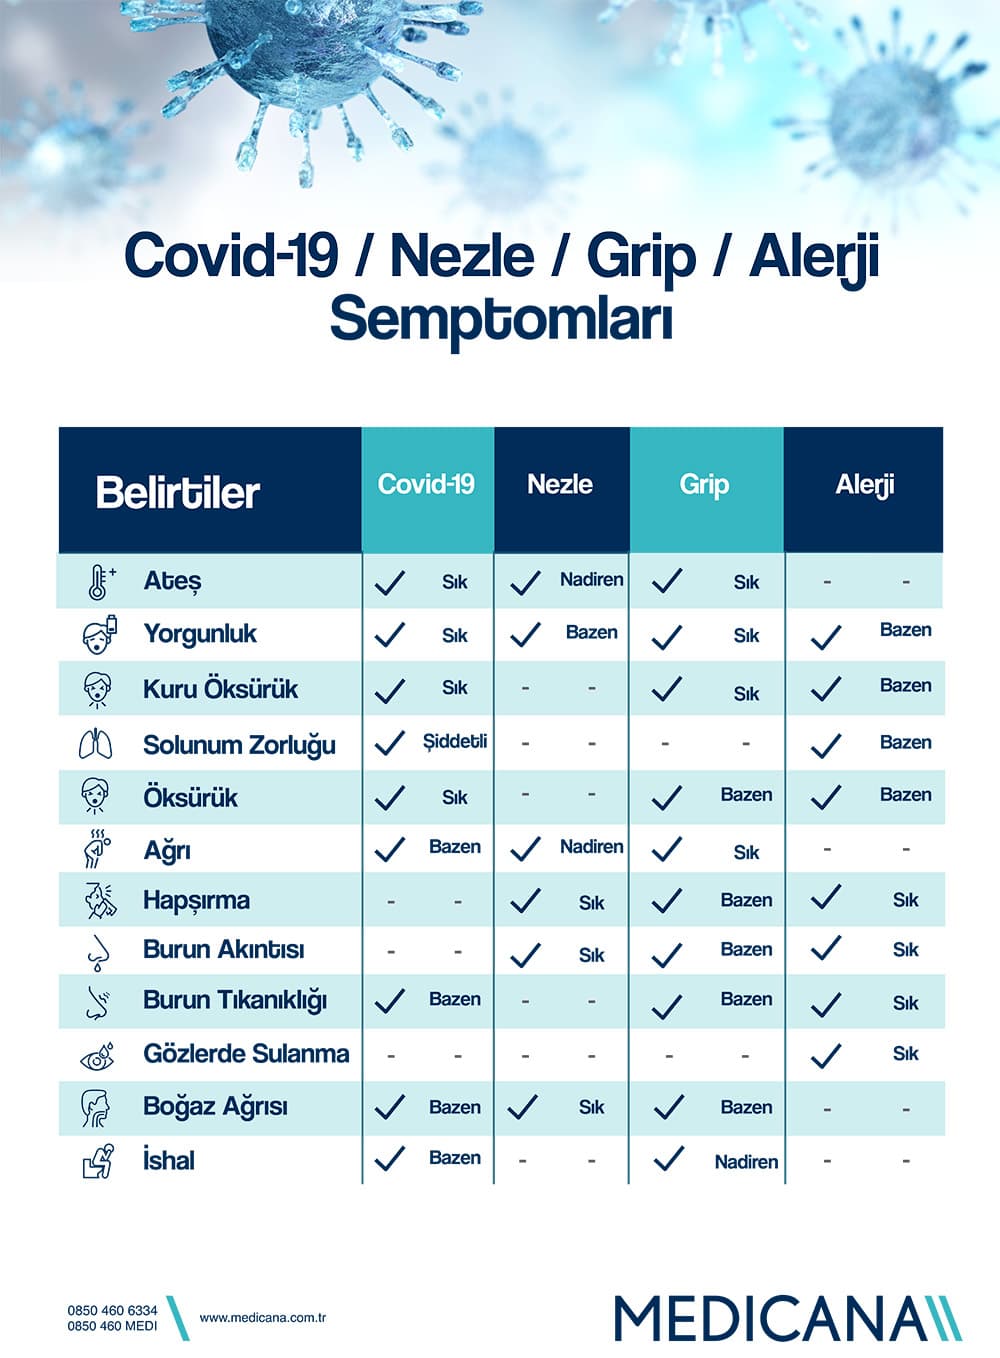 Covid-19 / Nezle / Grip / Alerji
Semptomları
Belirtiler Covid-19 Nezle Grip Alerji
Ateş ✓ Sık ✓ Nadiren ✓ Sık - -
Yorgunluk ✓ Sık ✓ Bazen ✓ Sık ✓ Bazen
Kuru Öksürük ✓ Sık - - ✓ Sık ✓ Bazen
Solunum Zorluğu ✓ Şiddetli - - - - ✓ Bazen
Öksürük ✓ Sık - - ✓ Bazen ✓ Bazen
Ağrı ✓ Bazen ✓ Nadiren ✓ Sık - -
Hapşırma - - ✓ Sık ✓ Bazen ✓ Sık
Burun Akıntısı - - ✓ Sık ✓ Bazen ✓ Sık
Burun Tıkanıklığı ✓ Bazen - - ✓ Bazen ✓ Sık
Gözlerde Sulanma - - - - - - ✓ Sık
Boğaz Ağrısı ✓ Bazen ✓ Sık ✓ Bazen - -
İshal ✓ Bazen - - ✓ Nadiren - -
0850 460 6334
0850 460 MEDI
www.medicana.com.tr
MEDICANA